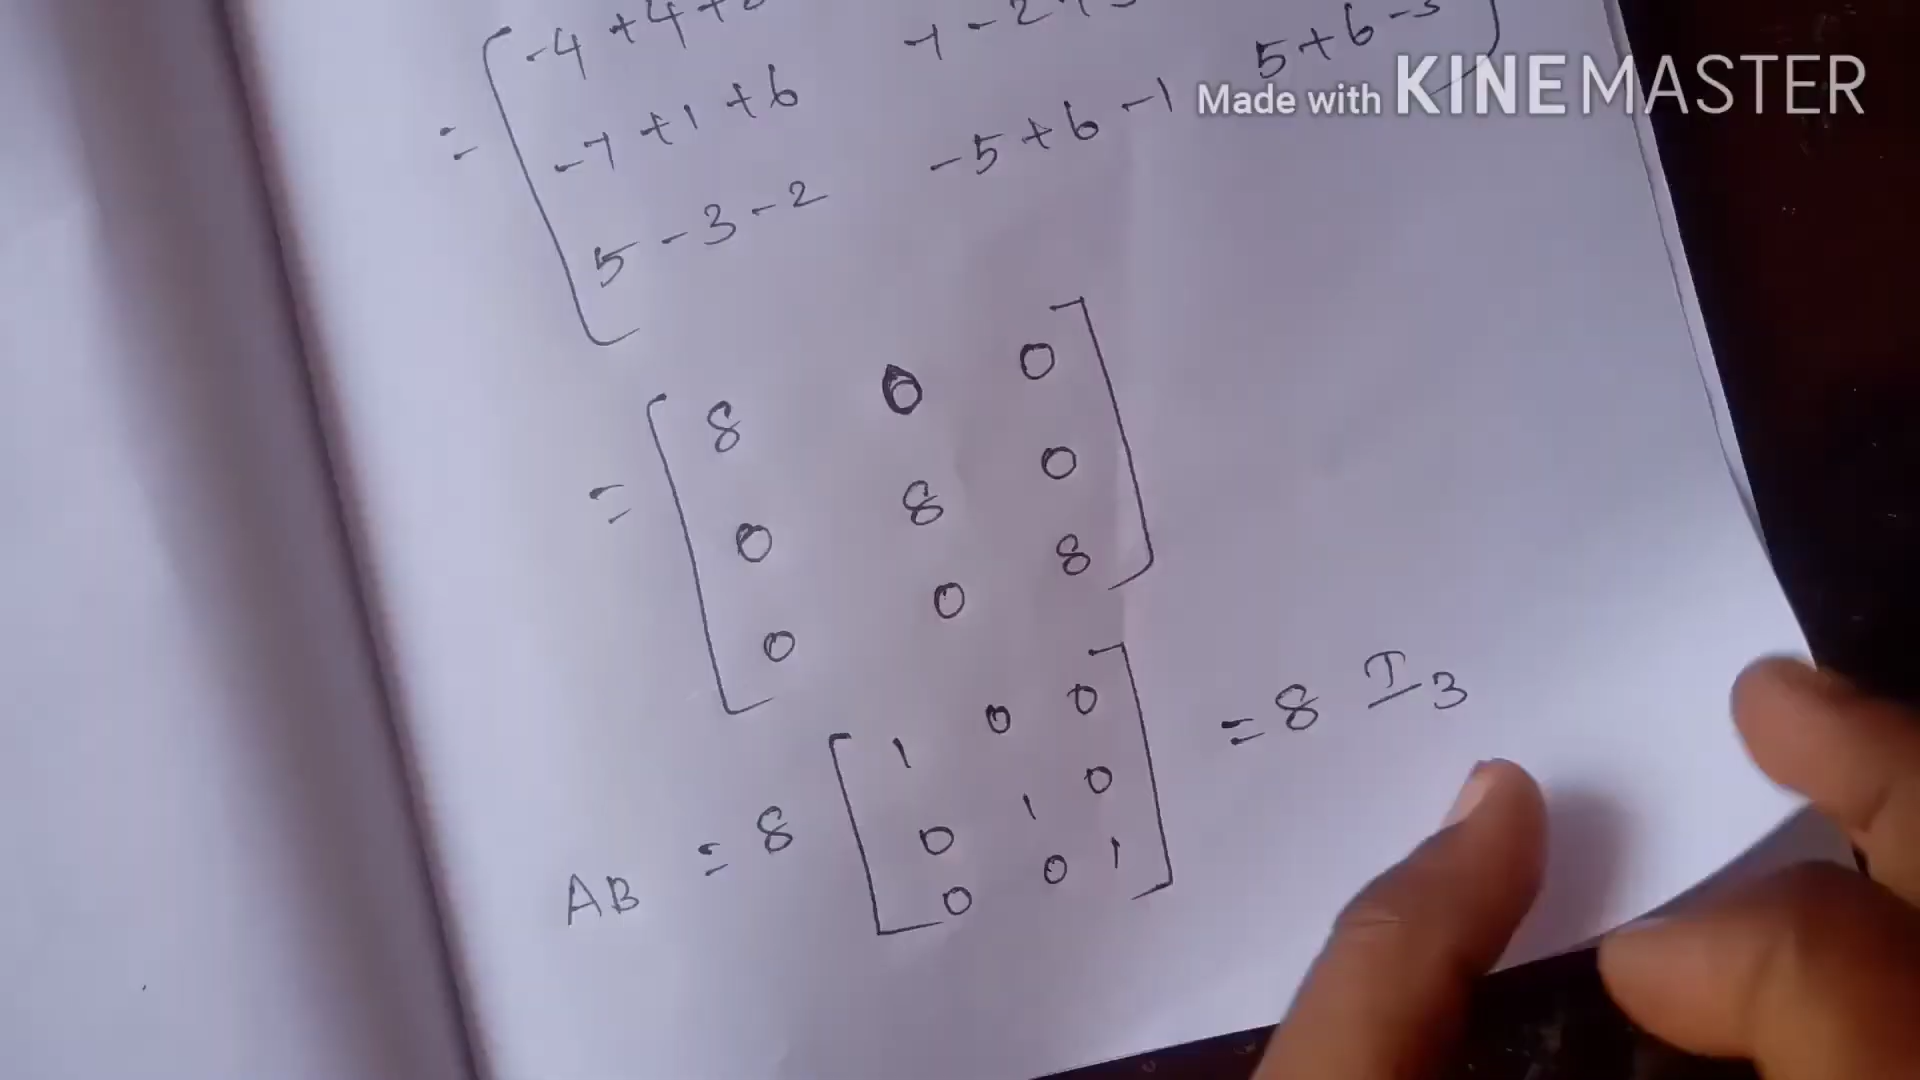 = [ -4 + 4 + 8
-7 + 1 + 6 -5 + 6 - 1
5 - 3 - 2
5 + 6 - 3 ]
Made with KINEMASTER
= [ 8 0 0
0 8 0
0 0 8 ]
AB = 8 [ 1 0 0
0 1 0
0 0 1 ] = 8 I3